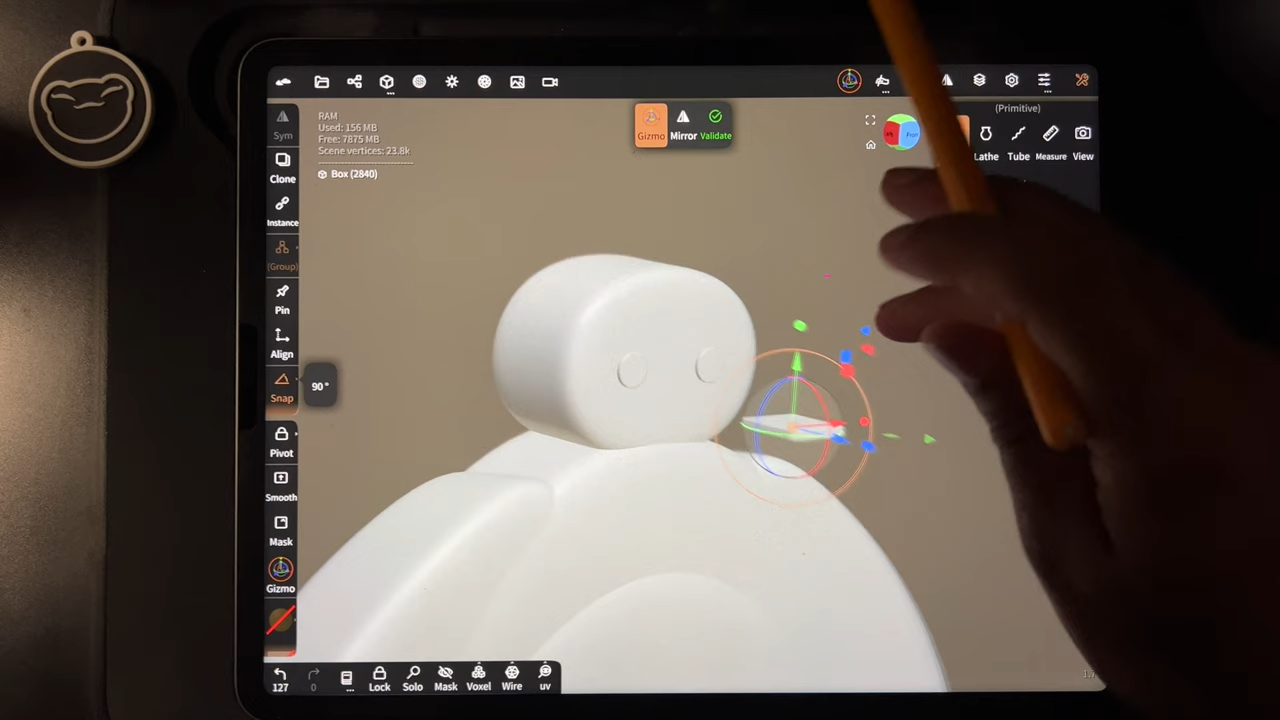 RAM
Used: 156 MB
Free: 7875 MB
Scene vertices: 23.8k
Box (2840)
Sym
Clone
Instance
(Group)
Pin
Align
Snap
90°
Pivot
Smooth
Mask
Gizmo
Gizmo
Mirror
Validate
(Primitive)
Lathe
Tube
Measure
View
Front
127
0
Lock
Solo
Mask
Voxel
Wire
uv